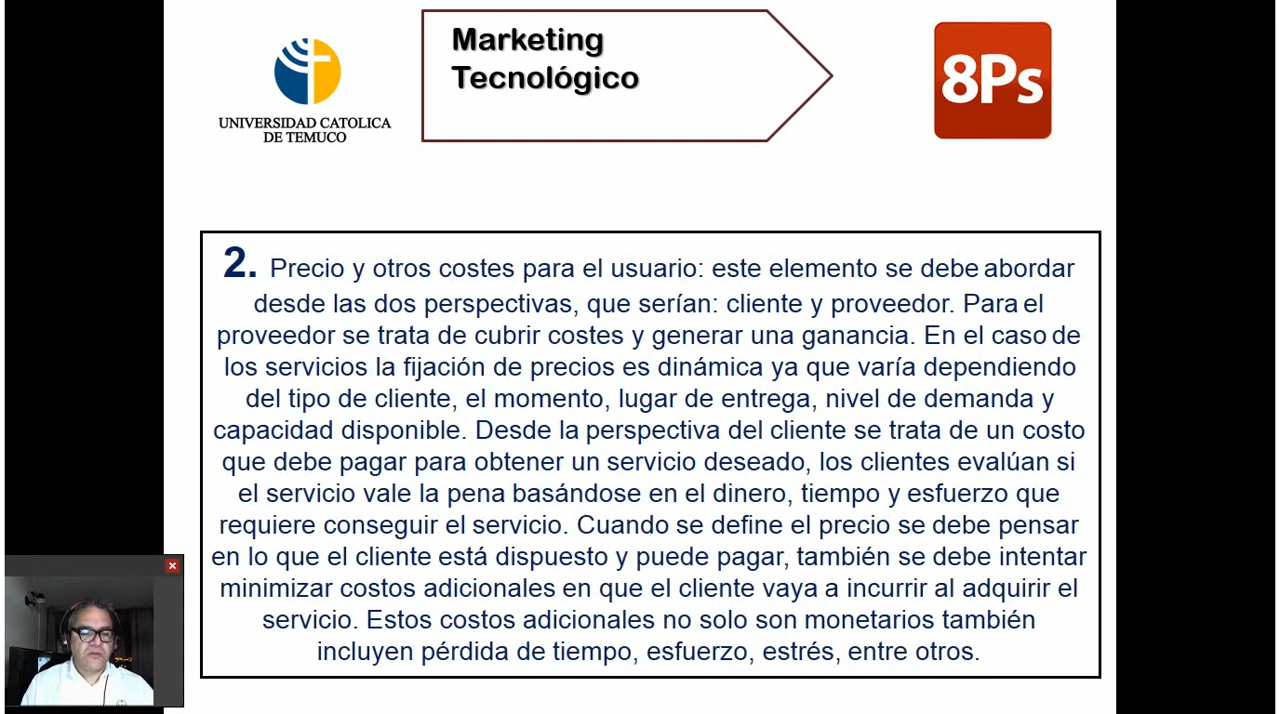 Marketing
Tecnológico
UNIVERSIDAD CATOLICA
DE TEMUCO
8Ps
2. Precio y otros costes para el usuario: este elemento se debe abordar
desde las dos perspectivas, que serían: cliente y proveedor. Para el
proveedor se trata de cubrir costes y generar una ganancia. En el caso de
los servicios la fijación de precios es dinámica ya que varía dependiendo
del tipo de cliente, el momento, lugar de entrega, nivel de demanda y
capacidad disponible. Desde la perspectiva del cliente se trata de un costo
que debe pagar para obtener un servicio deseado, los clientes evalúan si
el servicio vale la pena basándose en el dinero, tiempo y esfuerzo que
requiere conseguir el servicio. Cuando se define el precio se debe pensar
en lo que el cliente está dispuesto y puede pagar, también se debe intentar
minimizar costos adicionales en que el cliente vaya a incurrir al adquirir el
servicio. Estos costos adicionales no solo son monetarios también
incluyen pérdida de tiempo, esfuerzo, estrés, entre otros.